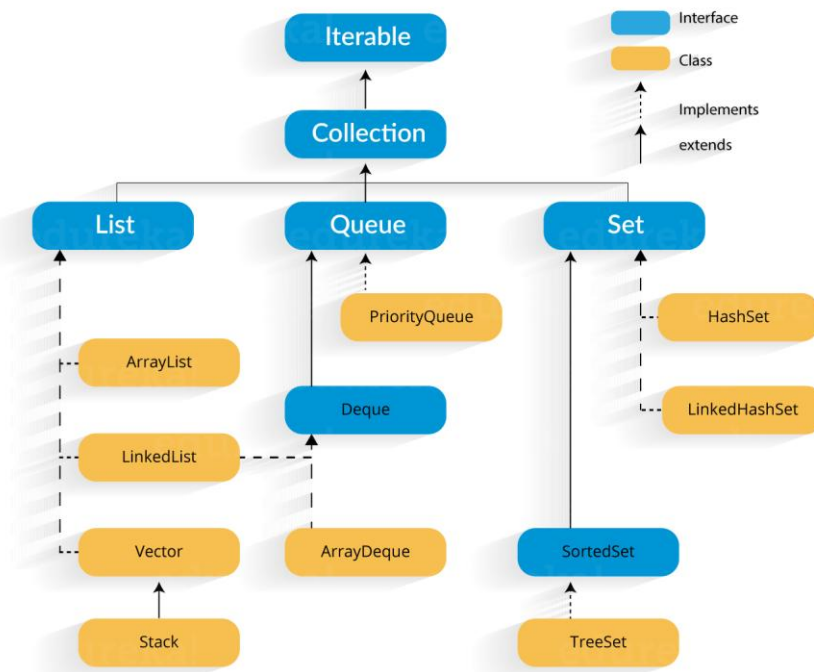 Iterable
Interface
Class
Collection
Implements
extends
List
Queue
Set
PriorityQueue
HashSet
ArrayList
Deque
LinkedHashSet
LinkedList
Vector
ArrayDeque
SortedSet
Stack
TreeSet